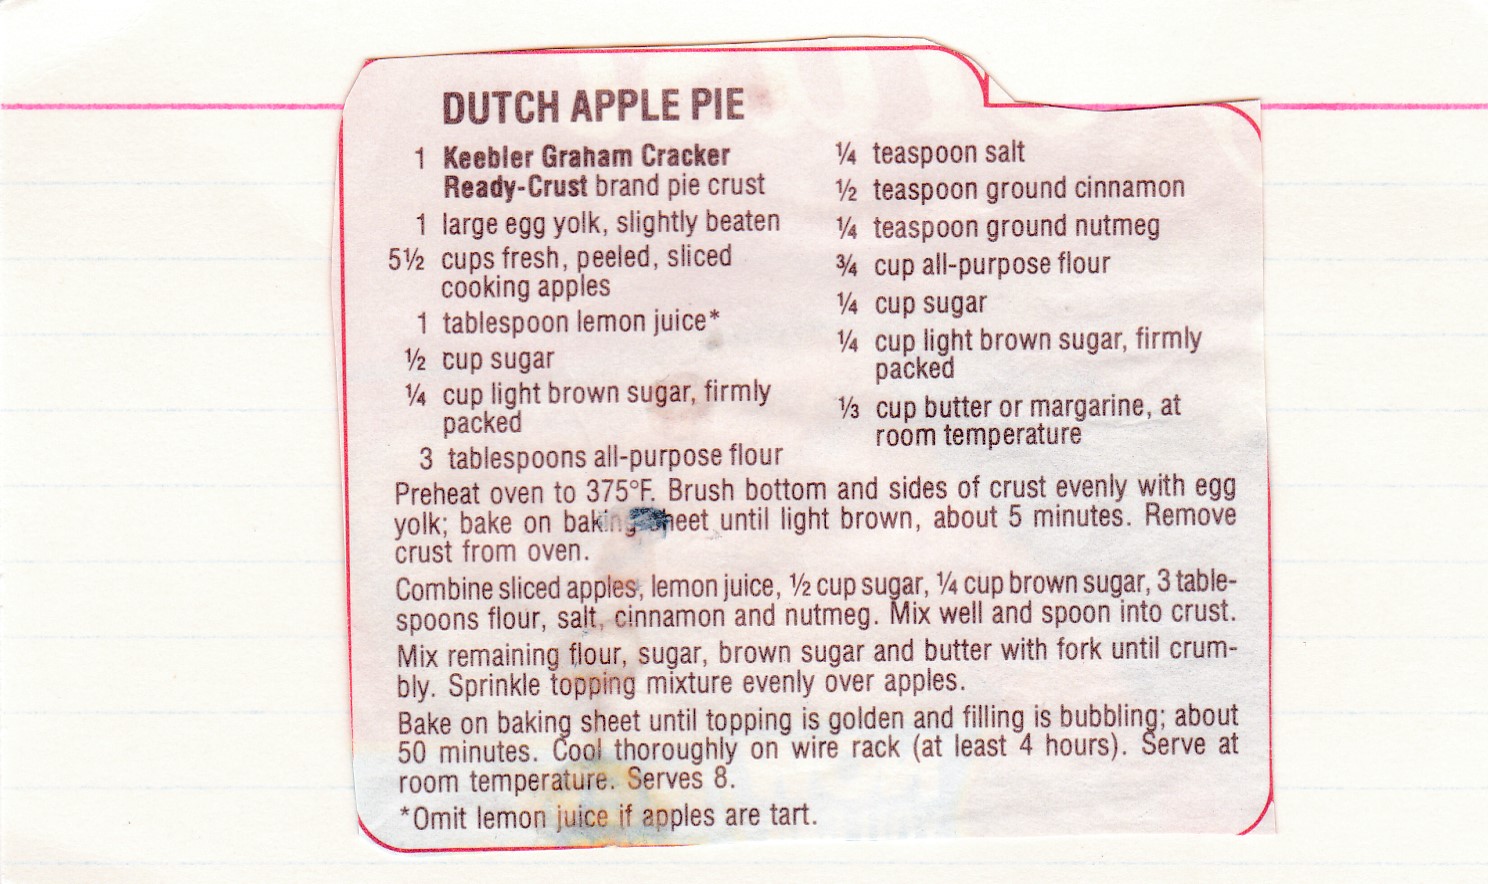 DUTCH APPLE PIE
1 Keebler Graham Cracker
Ready-Crust brand pie crust
1 large egg yolk, slightly beaten
5½ cups fresh, peeled, sliced
cooking apples
1 tablespoon lemon juice*
½ cup sugar
¼ cup light brown sugar, firmly
packed
3 tablespoons all-purpose flour
¼ teaspoon salt
½ teaspoon ground cinnamon
¼ teaspoon ground nutmeg
¾ cup all-purpose flour
¼ cup sugar
¼ cup light brown sugar, firmly
packed
⅓ cup butter or margarine, at
room temperature
Preheat oven to 375°F. Brush bottom and sides of crust evenly with egg
yolk; bake on baking sheet until light brown, about 5 minutes. Remove
crust from oven.
Combine sliced apples, lemon juice, ½ cup sugar, ¼ cup brown sugar, 3 table-
spoons flour, salt, cinnamon and nutmeg. Mix well and spoon into crust.
Mix remaining flour, sugar, brown sugar and butter with fork until crum-
bly. Sprinkle topping mixture evenly over apples.
Bake on baking sheet until topping is golden and filling is bubbling; about
50 minutes. Cool thoroughly on wire rack (at least 4 hours). Serve at
room temperature. Serves 8.
*Omit lemon juice if apples are tart.